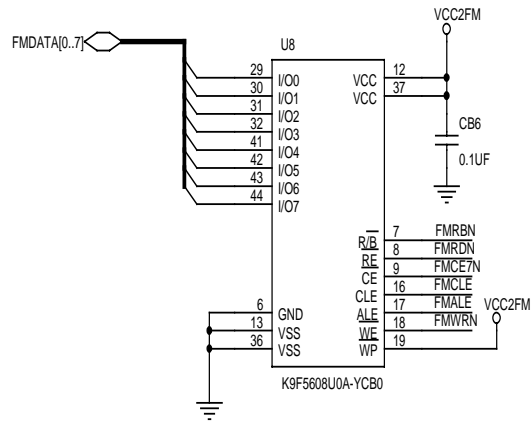 VCC2FM
FMDATA[0..7]
U8
29 I/O0 VCC 12
30 I/O1 VCC 37
31 I/O2
32 I/O3 CB6
41 I/O4
42 I/O5 0.1UF
43 I/O6
44 I/O7
R/B 7 FMRBN
RE 8 FMRDN
CE 9 FMCE7N
CLE 16 FMCLE
6 GND ALE 17 FMALE VCC2FM
13 VSS WE 18 FMWRN
36 VSS WP 19
K9F5608U0A-YCB0